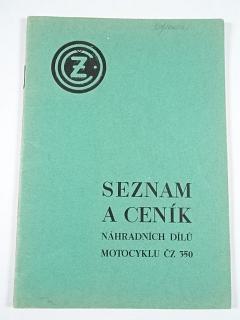 ČZ
SEZNAM
A CENÍK
NÁHRADNÍCH DÍLŮ
MOTOCYKLU ČZ 350